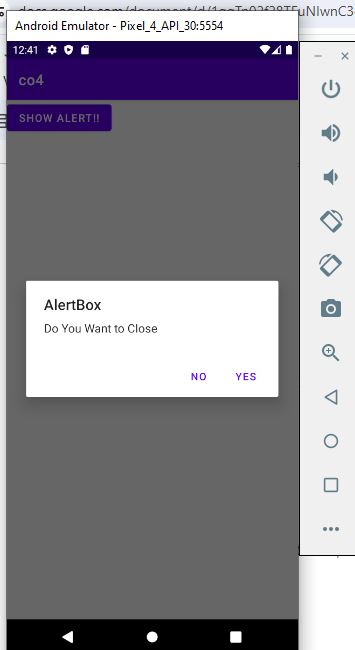 Android Emulator - Pixel_4_API_30:5554
12:41
co4
SHOW ALERT!!
AlertBox
Do You Want to Close
NO
YES